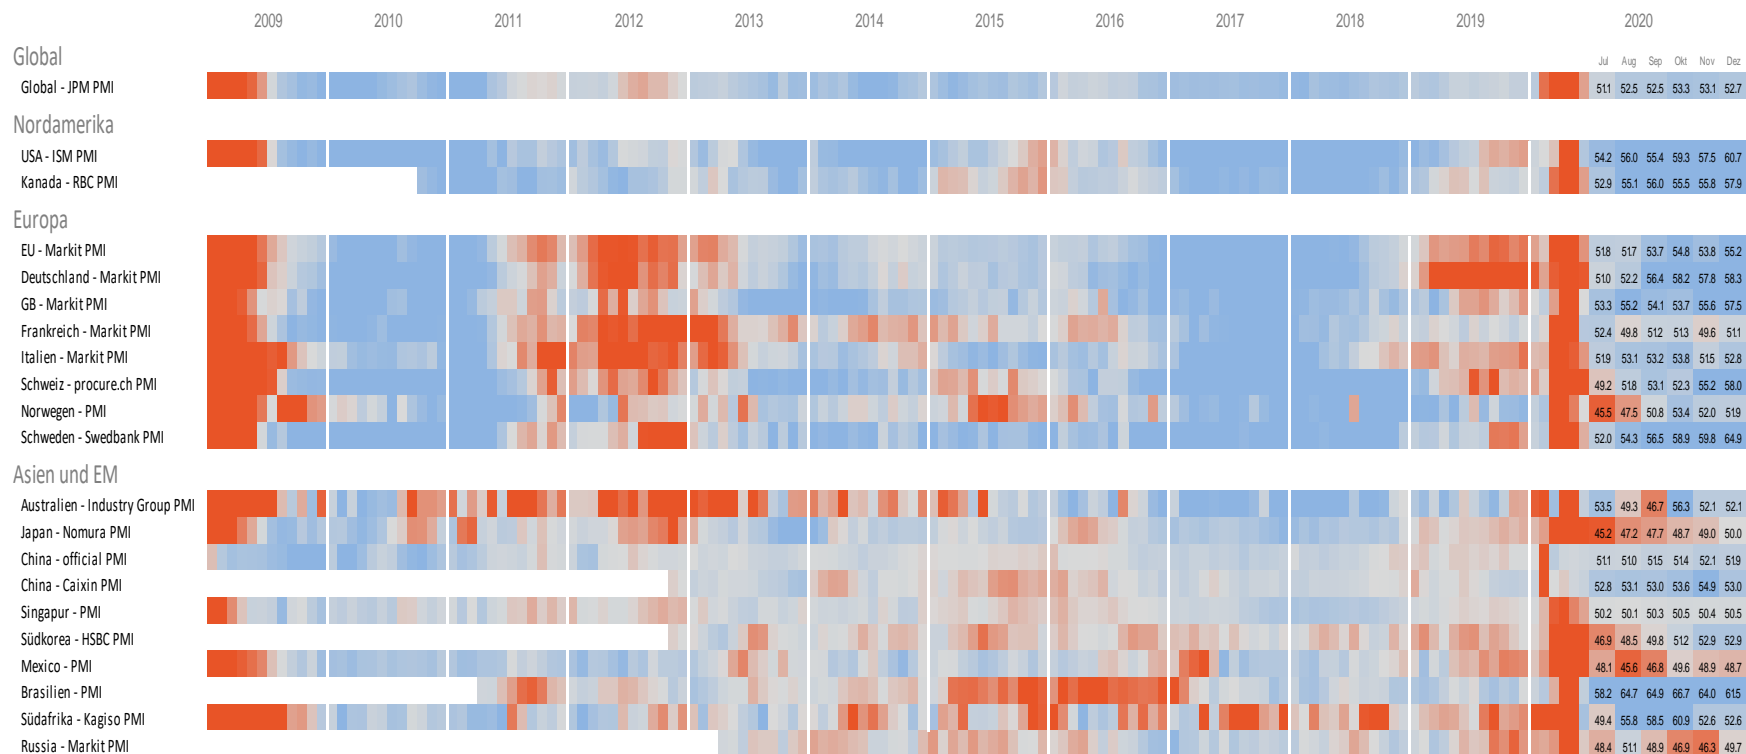 2009 2010 2011 2012 2013 2014 2015 2016 2017 2018 2019 2020
Global
Jul Aug Sep Okt Nov Dez
Global - JPM PMI 51.1 52.5 52.5 53.3 53.1 52.7
Nordamerika
USA - ISM PMI 54.2 56.0 55.4 59.3 57.5 60.7
Kanada - RBC PMI 52.9 55.1 56.0 55.5 55.8 57.9
Europa
EU - Markit PMI 51.8 51.7 53.7 54.8 53.8 55.2
Deutschland - Markit PMI 51.0 52.2 56.4 58.2 57.8 58.3
GB - Markit PMI 53.3 55.2 54.1 53.7 55.6 57.5
Frankreich - Markit PMI 52.4 49.8 51.2 51.3 49.6 51.1
Italien - Markit PMI 51.9 53.1 53.2 53.8 51.5 52.8
Schweiz - procure.ch PMI 49.2 51.8 53.1 52.3 55.2 58.0
Norwegen - PMI 45.5 47.5 50.8 53.4 52.0 51.9
Schweden - Swedbank PMI 52.0 54.3 56.5 58.9 59.8 64.9
Asien und EM
Australien - Industry Group PMI 53.5 49.3 46.7 56.3 52.1 52.1
Japan - Nomura PMI 45.2 47.2 47.7 48.7 49.0 50.0
China - official PMI 51.1 51.0 51.5 51.4 52.1 51.9
China - Caixin PMI 52.8 53.1 53.0 53.6 54.9 53.0
Singapur - PMI 50.2 50.1 50.3 50.5 50.4 50.5
Südkorea - HSBC PMI 46.9 48.5 49.8 51.2 52.9 52.9
Mexico - PMI 48.1 45.6 46.8 49.6 48.9 48.7
Brasilien - PMI 58.2 64.7 64.9 66.7 64.0 61.5
Südafrika - Kagiso PMI 49.4 55.8 58.5 60.9 52.6 52.6
Russia - Markit PMI 48.4 51.1 48.9 46.9 46.3 49.7